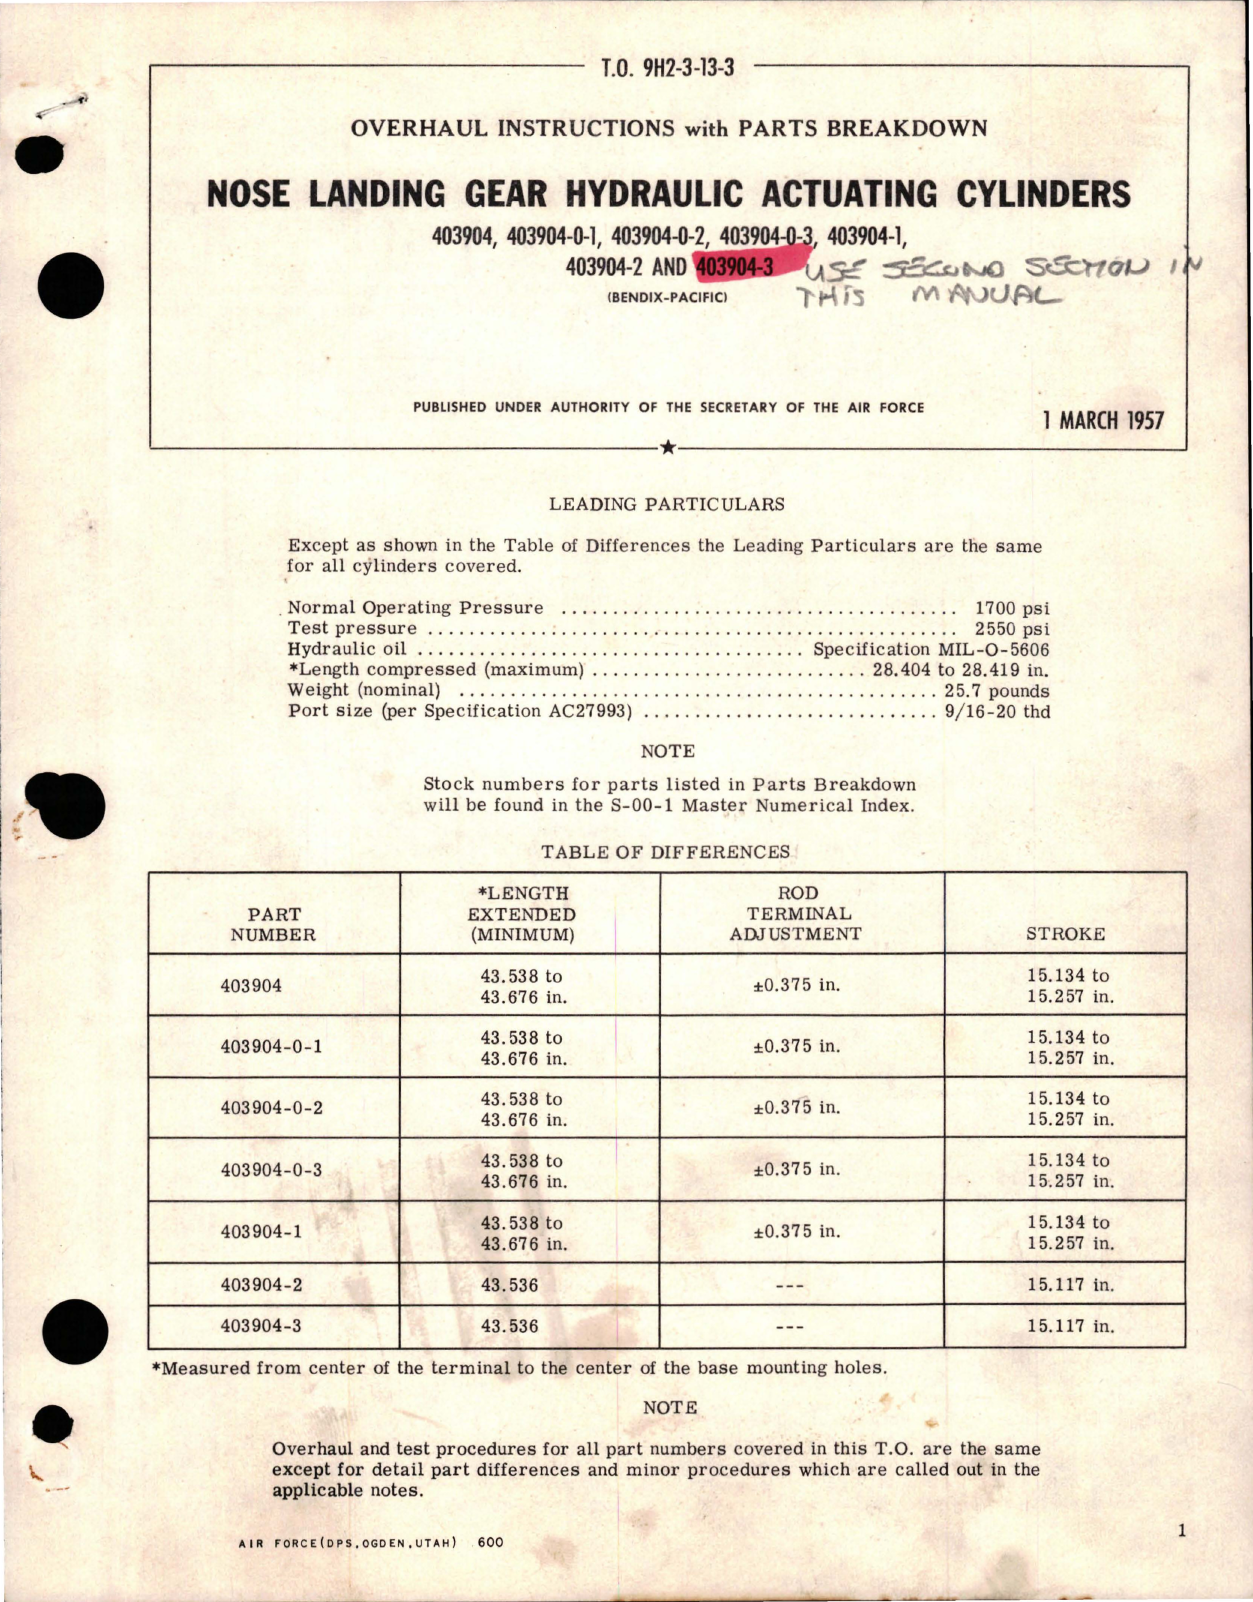 T.O. 9H2-3-13-3
OVERHAUL INSTRUCTIONS with PARTS BREAKDOWN
NOSE LANDING GEAR HYDRAULIC ACTUATING CYLINDERS
403904, 403904-0-1, 403904-0-2, 403904-0-3, 403904-1,
403904-2 AND 403904-3 USE SECOND SECTION IN
(BENDIX-PACIFIC) THIS MANUAL
PUBLISHED UNDER AUTHORITY OF THE SECRETARY OF THE AIR FORCE
1 MARCH 1957
LEADING PARTICULARS
Except as shown in the Table of Differences the Leading Particulars are the same
for all cylinders covered.
Normal Operating Pressure ...................................... 1700 psi
Test pressure .................................................... 2550 psi
Hydraulic oil ..................................... Specification MIL-O-5606
*Length compressed (maximum) .......................... 28.404 to 28.419 in.
Weight (nominal) .............................................. 25.7 pounds
Port size (per Specification AC27993) ............................ 9/16-20 thd
NOTE
Stock numbers for parts listed in Parts Breakdown
will be found in the S-00-1 Master Numerical Index.
TABLE OF DIFFERENCES
PART NUMBER | *LENGTH EXTENDED (MINIMUM) | ROD TERMINAL ADJUSTMENT | STROKE
403904 | 43.538 to 43.676 in. | ±0.375 in. | 15.134 to 15.257 in.
403904-0-1 | 43.538 to 43.676 in. | ±0.375 in. | 15.134 to 15.257 in.
403904-0-2 | 43.538 to 43.676 in. | ±0.375 in. | 15.134 to 15.257 in.
403904-0-3 | 43.538 to 43.676 in. | ±0.375 in. | 15.134 to 15.257 in.
403904-1 | 43.538 to 43.676 in. | ±0.375 in. | 15.134 to 15.257 in.
403904-2 | 43.536 | --- | 15.117 in.
403904-3 | 43.536 | --- | 15.117 in.
*Measured from center of the terminal to the center of the base mounting holes.
NOTE
Overhaul and test procedures for all part numbers covered in this T.O. are the same
except for detail part differences and minor procedures which are called out in the
applicable notes.
AIR FORCE(DPS,OGDEN,UTAH) 600
1